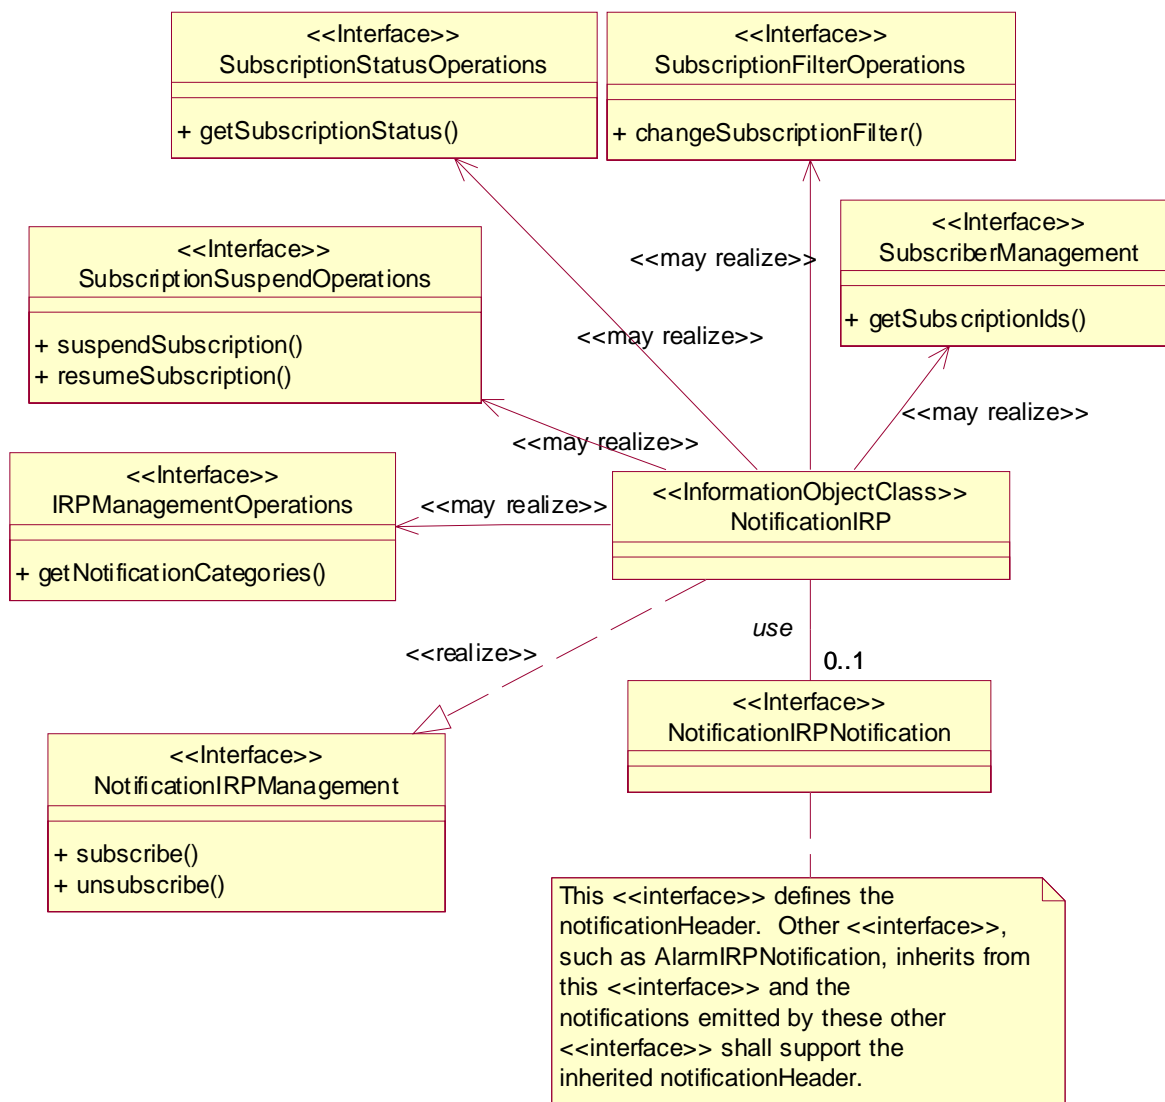 <<Interface>>
SubscriptionStatusOperations
+ getSubscriptionStatus()
<<Interface>>
SubscriptionFilterOperations
+ changeSubscriptionFilter()
<<Interface>>
SubscriberManagement
+ getSubscriptionIds()
<<Interface>>
SubscriptionSuspendOperations
+ suspendSubscription()
+ resumeSubscription()
<<may realize>>
<<may realize>>
<<may realize>>
<<may realize>>
<<Interface>>
IRPManagementOperations
+ getNotificationCategories()
<<may realize>>
<<InformationObjectClass>>
NotificationIRP
<<realize>>
use
0..1
<<Interface>>
NotificationIRPNotification
<<Interface>>
NotificationIRPManagement
+ subscribe()
+ unsubscribe()
This <<interface>> defines the
notificationHeader.  Other <<interface>>,
such as AlarmIRPNotification, inherits from
this <<interface>> and the
notifications emitted by these other
<<interface>> shall support the
inherited notificationHeader.